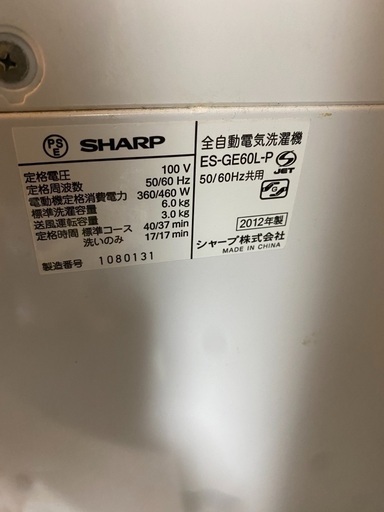 PS E SHARP
定格電圧 100 V
定格周波数 50/60 Hz
電動機定格消費電力 360/460 W
標準洗濯容量 6.0 kg
送風運転容量 3.0 kg
定格時間 標準コース 40/37 min
洗いのみ 17/17 min
製造番号 1080131
全自動電気洗濯機
ES-GE60L-P
50/60Hz共用
JET
2012年製
シャープ株式会社
MADE IN CHINA